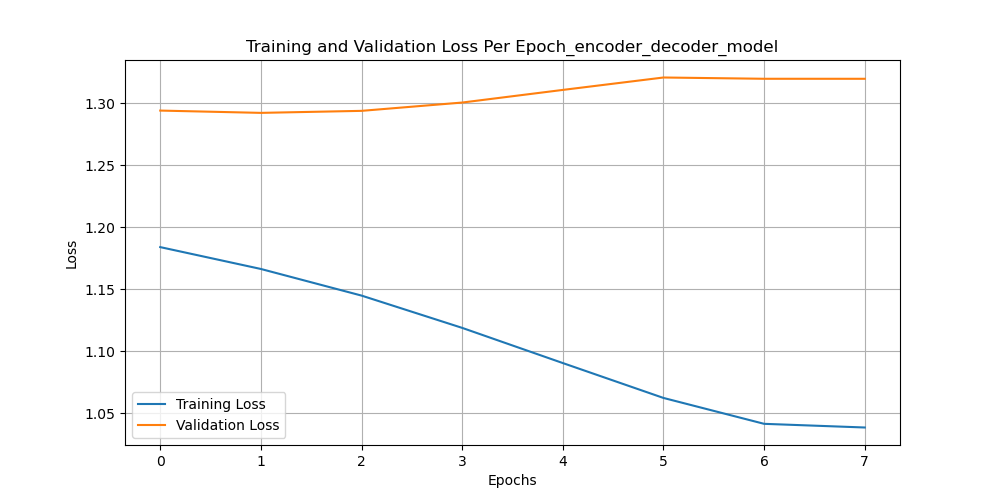 Training and Validation Loss Per Epoch_encoder_decoder_model
Loss
1.30
1.25
1.20
1.15
1.10
1.05
Training Loss
Validation Loss
0 1 2 3 4 5 6 7
Epochs